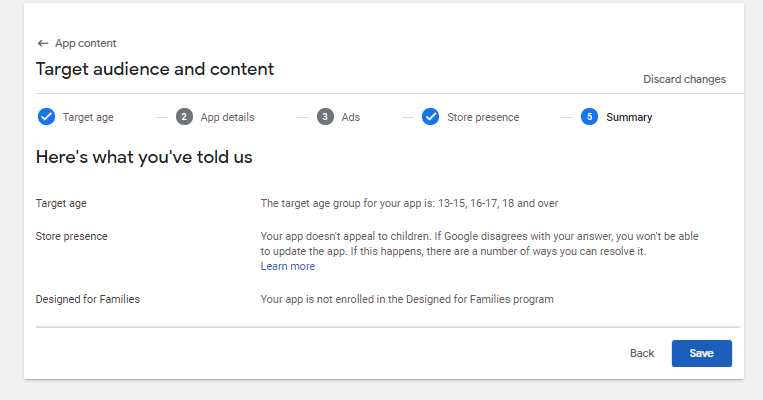 ← App content
Target audience and content
Discard changes
Target age
2 App details
3 Ads
Store presence
5 Summary
Here's what you've told us
Target age
The target age group for your app is: 13-15, 16-17, 18 and over
Store presence
Your app doesn't appeal to children. If Google disagrees with your answer, you won't be able
to update the app. If this happens, there are a number of ways you can resolve it.
Learn more
Designed for Families
Your app is not enrolled in the Designed for Families program
Back
Save